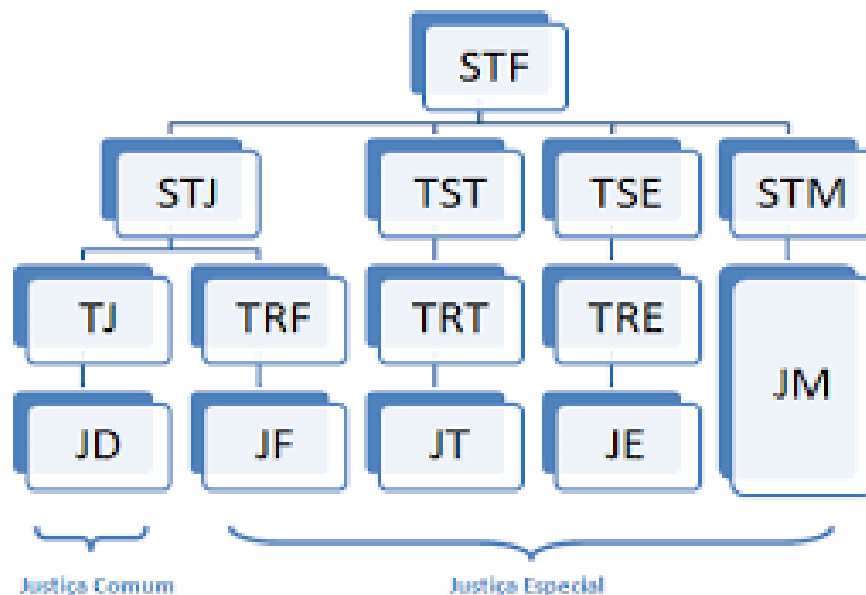 STF
STJ TST TSE STM
TJ TRF TRT TRE
JM
JD JF JT JE
Justiça Comum Justiça Especial